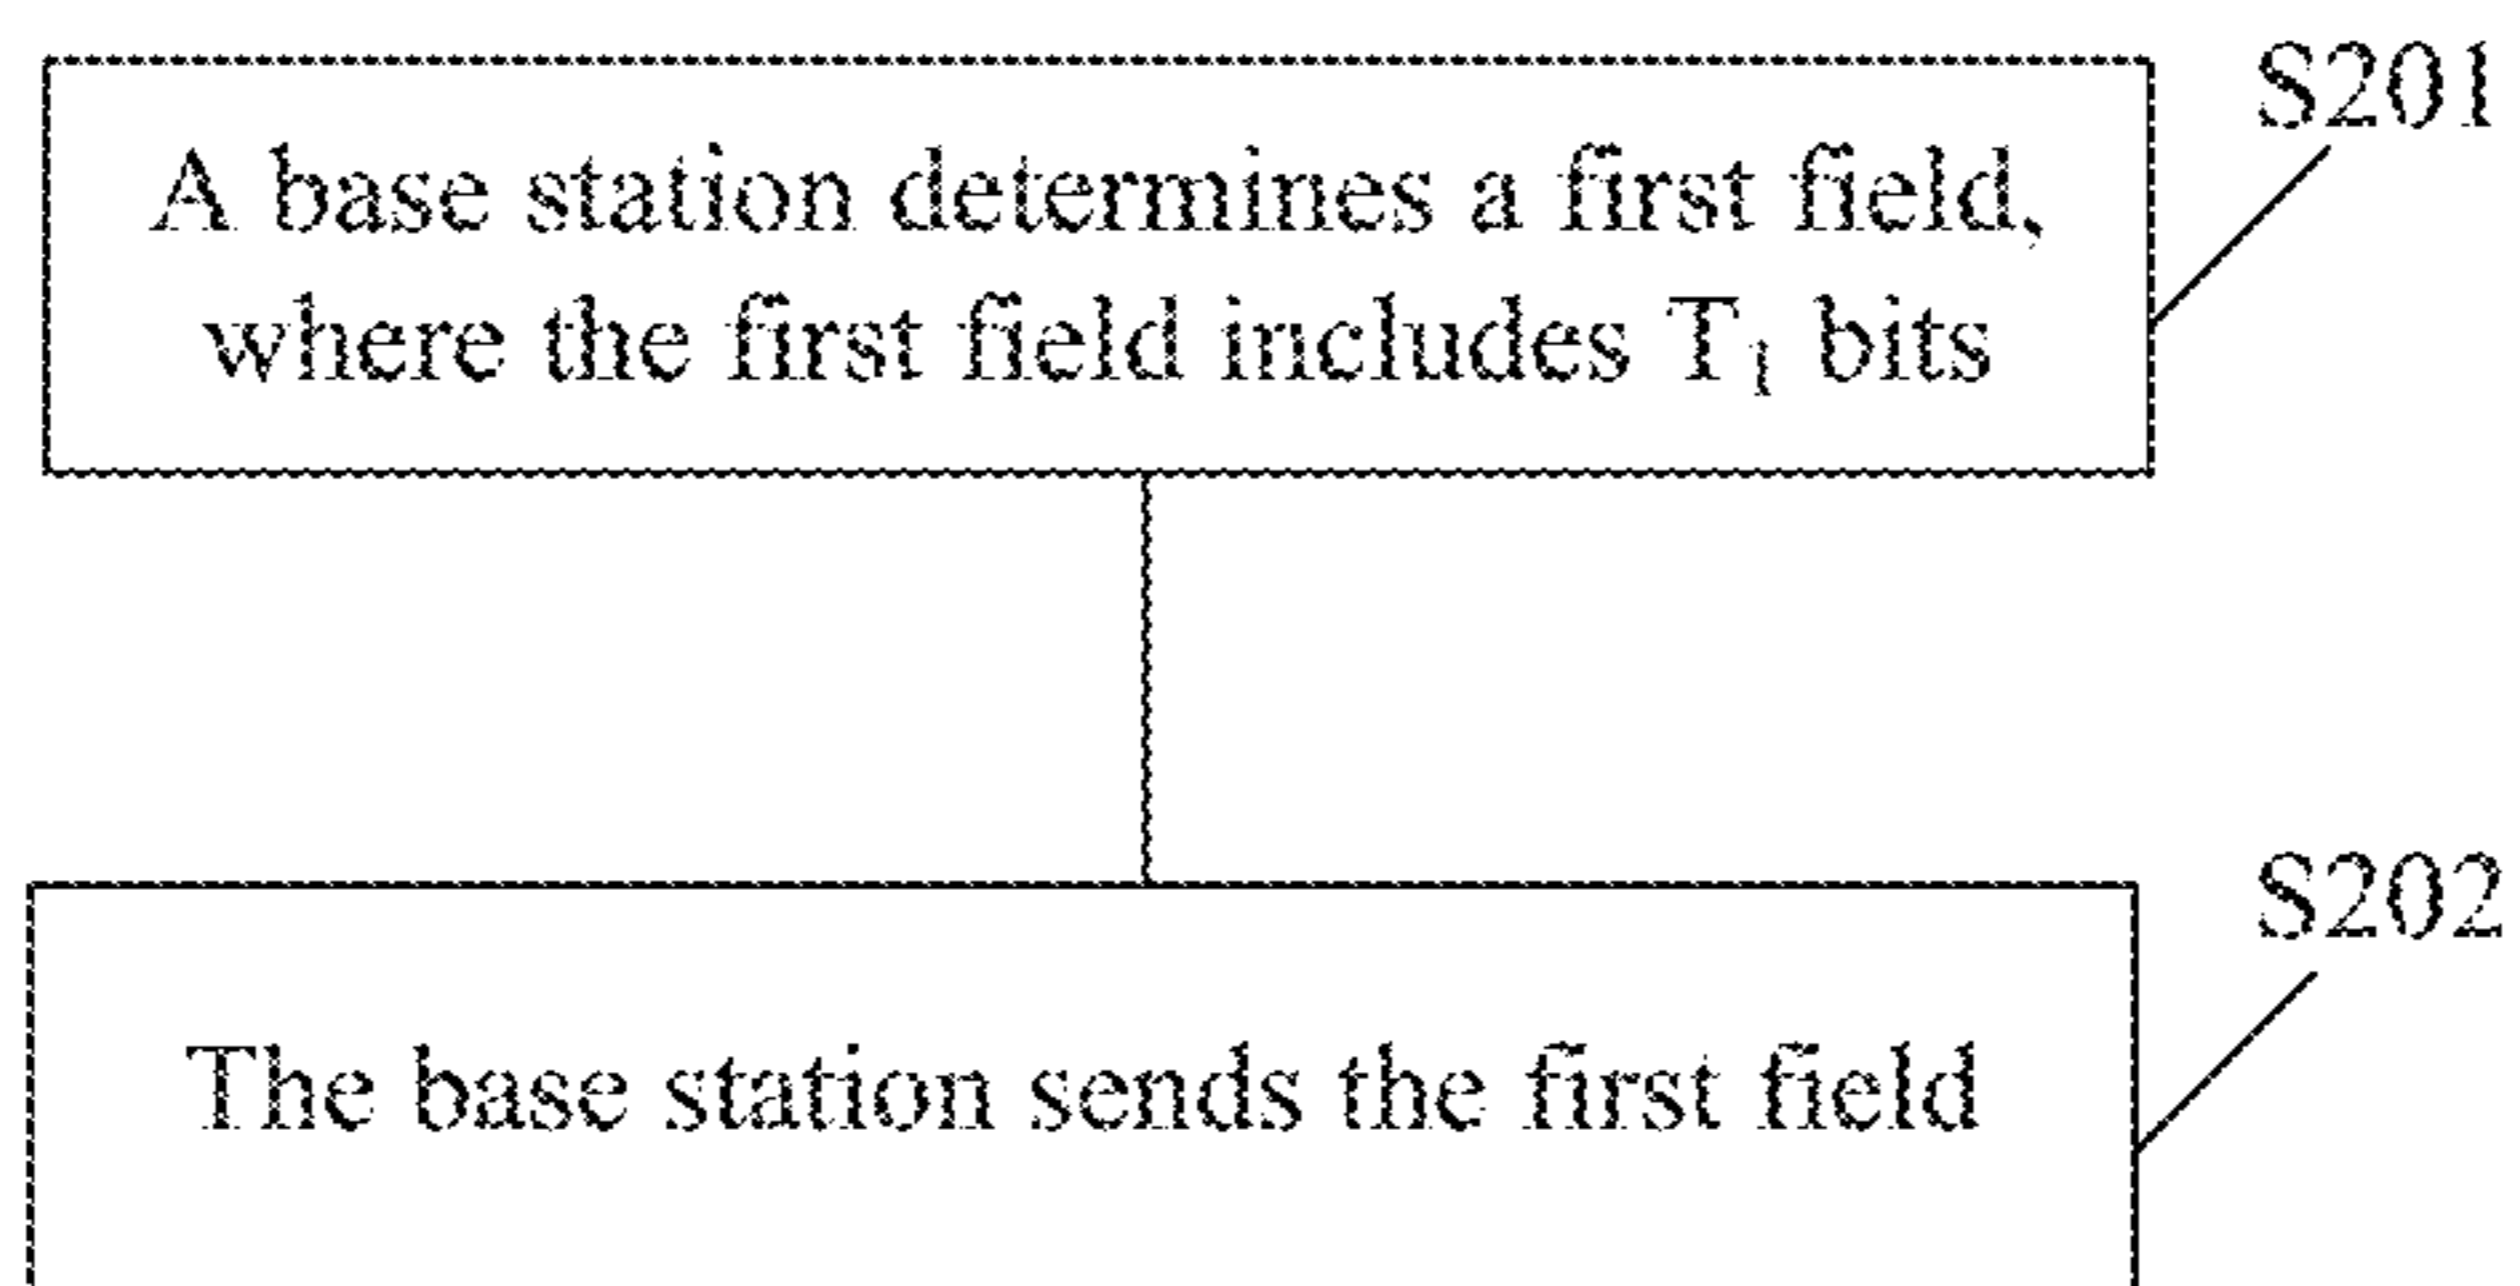 S201
A base station determines a first field,
where the first field includes T₁ bits
S202
The base station sends the first field